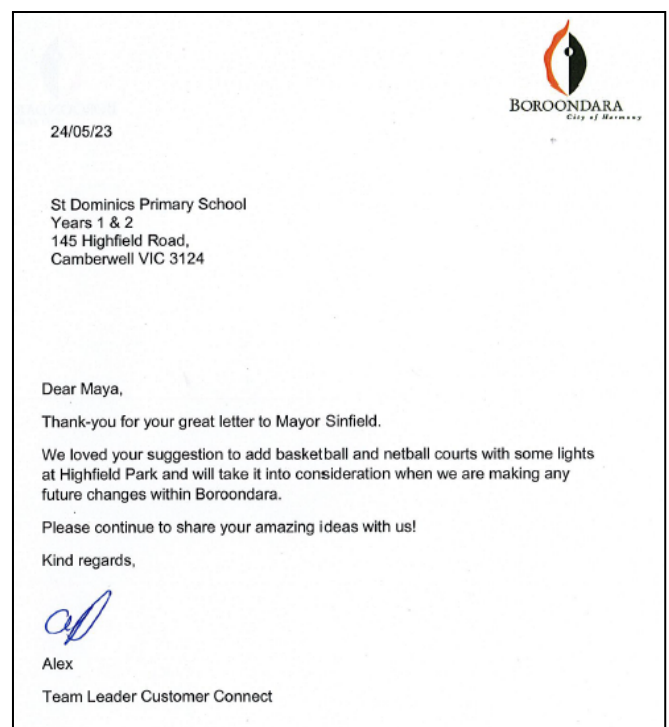 BOROONDARA
City of Harmony
24/05/23
St Dominics Primary School
Years 1 & 2
145 Highfield Road,
Camberwell VIC 3124
Dear Maya,
Thank-you for your great letter to Mayor Sinfield.
We loved your suggestion to add basketball and netball courts with some lights
at Highfield Park and will take it into consideration when we are making any
future changes within Boroondara.
Please continue to share your amazing ideas with us!
Kind regards,
Alex
Team Leader Customer Connect